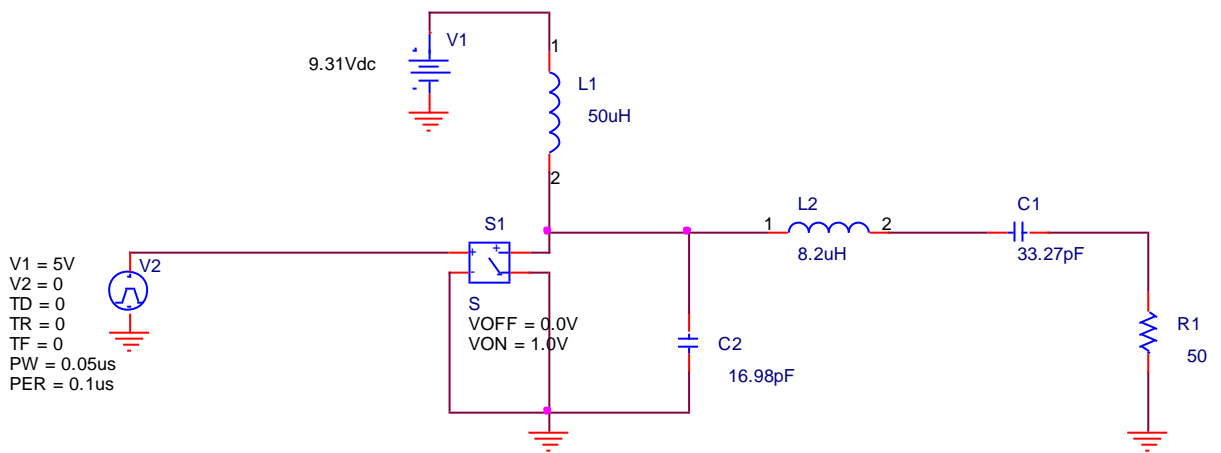 V1
9.31Vdc
1
L1
50uH
2
S1
L2
1
2
8.2uH
C1
33.27pF
V1 = 5V
V2 = 0
TD = 0
TR = 0
TF = 0
PW = 0.05us
PER = 0.1us
V2
+
+
-
-
S
VOFF = 0.0V
VON = 1.0V
C2
16.98pF
R1
50